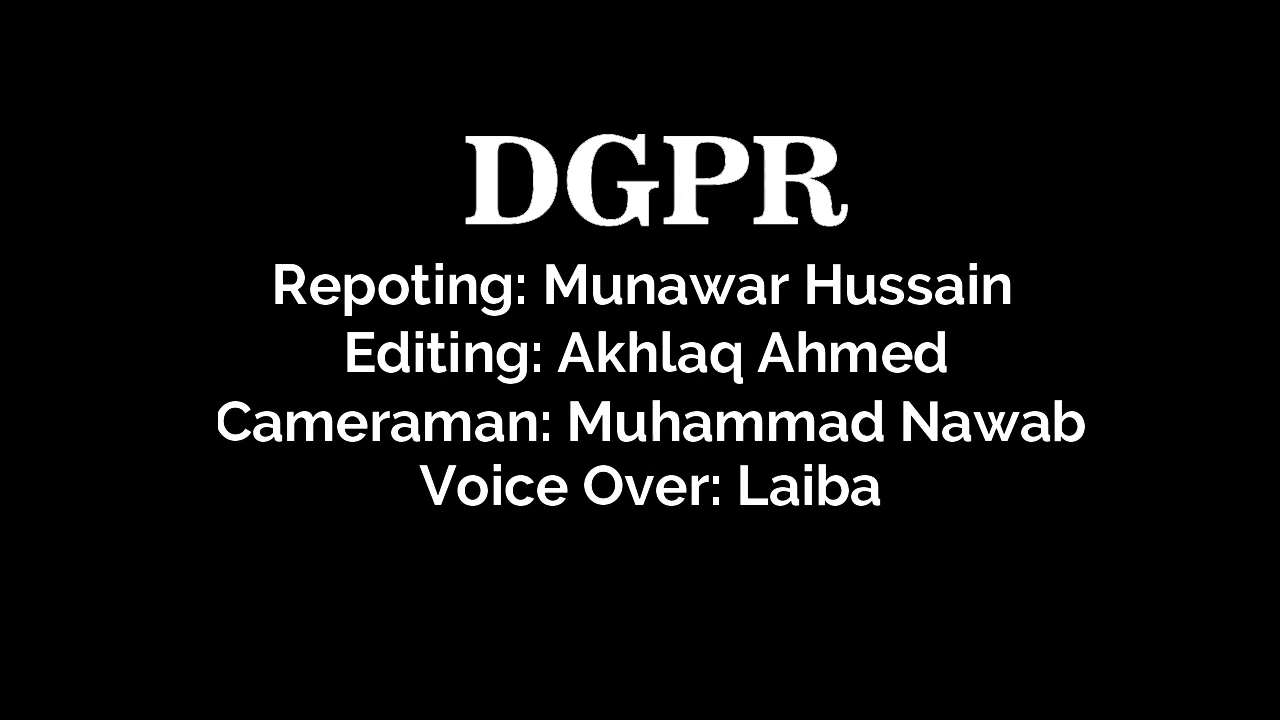 DGPR
Repoting: Munawar Hussain
Editing: Akhlaq Ahmed
Cameraman: Muhammad Nawab
Voice Over: Laiba